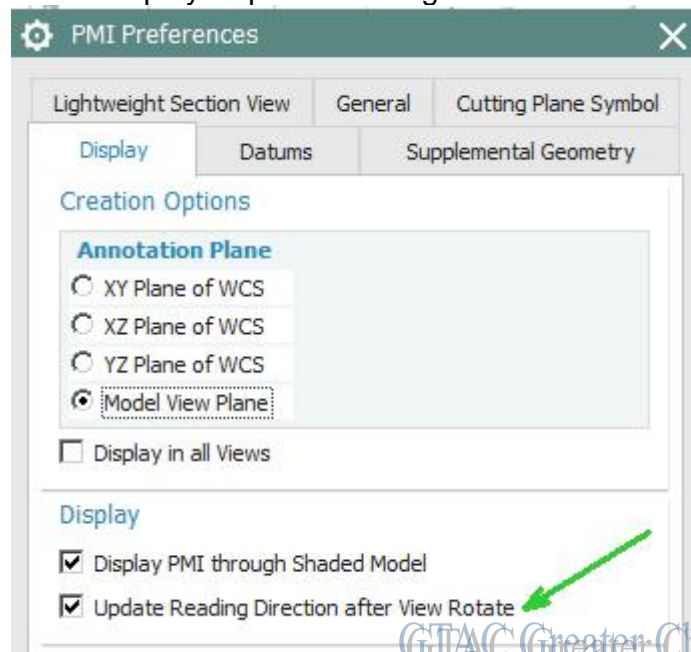 PMI Preferences
Lightweight Section View General Cutting Plane Symbol
Display Datums Supplemental Geometry
Creation Options
Annotation Plane
XY Plane of WCS
XZ Plane of WCS
YZ Plane of WCS
Model View Plane
Display in all Views
Display
Display PMI through Shaded Model
Update Reading Direction after View Rotate
GTAC Greater Ch